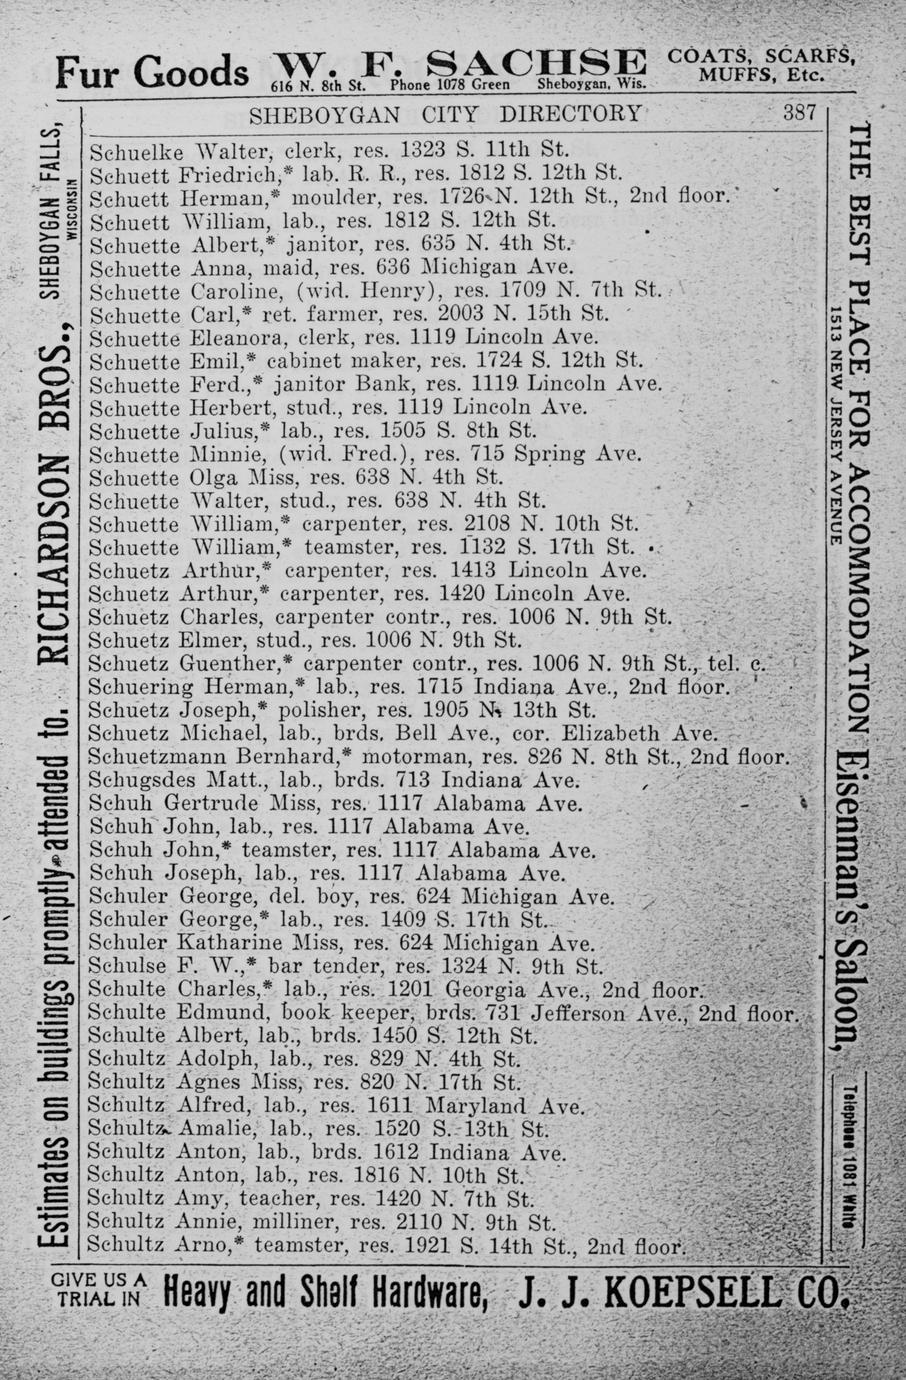 Fur Goods W. F. SACHSE COATS, SCARFS,
MUFFS, Etc.
616 N. 8th St. Phone 1078 Green Sheboygan, Wis.
SHEBOYGAN CITY DIRECTORY 387
Schuelke Walter, clerk, res. 1323 S. 11th St.
Schuett Friedrich,* lab. R. R., res. 1812 S. 12th St.
Schuett Herman,* moulder, res. 1726 N. 12th St., 2nd floor.
Schuett William, lab., res. 1812 S. 12th St.
Schuette Albert,* janitor, res. 635 N. 4th St.
Schuette Anna, maid, res. 636 Michigan Ave.
Schuette Caroline, (wid. Henry), res. 1709 N. 7th St.
Schuette Carl,* ret. farmer, res. 2003 N. 15th St.
Schuette Eleanora, clerk, res. 1119 Lincoln Ave.
Schuette Emil,* cabinet maker, res. 1724 S. 12th St.
Schuette Ferd.,* janitor Bank, res. 1119 Lincoln Ave.
Schuette Herbert, stud., res. 1119 Lincoln Ave.
Schuette Julius,* lab., res. 1505 S. 8th St.
Schuette Minnie, (wid. Fred.), res. 715 Spring Ave.
Schuette Olga Miss, res. 638 N. 4th St.
Schuette Walter, stud., res. 638 N. 4th St.
Schuette William,* carpenter, res. 2108 N. 10th St.
Schuette William,* teamster, res. 1132 S. 17th St.
Schuetz Arthur,* carpenter, res. 1413 Lincoln Ave.
Schuetz Arthur,* carpenter, res. 1420 Lincoln Ave.
Schuetz Charles, carpenter contr., res. 1006 N. 9th St.
Schuetz Elmer, stud., res. 1006 N. 9th St.
Schuetz Guenther,* carpenter contr., res. 1006 N. 9th St., tel. c.
Schuering Herman,* lab., res. 1715 Indiana Ave., 2nd floor.
Schuetz Joseph,* polisher, res. 1905 N. 13th St.
Schuetz Michael, lab., brds. Bell Ave., cor. Elizabeth Ave.
Schuetzmann Bernhard,* motorman, res. 826 N. 8th St., 2nd floor.
Schugsdes Matt., lab., brds. 713 Indiana Ave.
Schuh Gertrude Miss, res. 1117 Alabama Ave.
Schuh John, lab., res. 1117 Alabama Ave.
Schuh John,* teamster, res. 1117 Alabama Ave.
Schuh Joseph, lab., res. 1117 Alabama Ave.
Schuler George, del. boy, res. 624 Michigan Ave.
Schuler George,* lab., res. 1409 S. 17th St.
Schuler Katharine Miss, res. 624 Michigan Ave.
Schulse F. W.,* bar tender, res. 1324 N. 9th St.
Schulte Charles,* lab., res. 1201 Georgia Ave., 2nd floor.
Schulte Edmund, book keeper, brds. 731 Jefferson Ave., 2nd floor.
Schulte Albert, lab., brds. 1450 S. 12th St.
Schultz Adolph, lab., res. 829 N. 4th St.
Schultz Agnes Miss, res. 820 N. 17th St.
Schultz Alfred, lab., res. 1611 Maryland Ave.
Schultz Amalie, lab., res. 1520 S. 13th St.
Schultz Anton, lab., brds. 1612 Indiana Ave.
Schultz Anton, lab., res. 1816 N. 10th St.
Schultz Amy, teacher, res. 1420 N. 7th St.
Schultz Annie, milliner, res. 2110 N. 9th St.
Schultz Arno,* teamster, res. 1921 S. 14th St., 2nd floor.
Estimates on buildings promptly attended to. RICHARDSON BROS., SHEBOYGAN FALLS,
WISCONSIN
THE BEST PLACE FOR ACCOMMODATION Eisenman's Saloon,
1513 NEW JERSEY AVENUE
Telephone 1081 White
GIVE US A
TRIAL IN Heavy and Shelf Hardware, J. J. KOEPSELL CO.